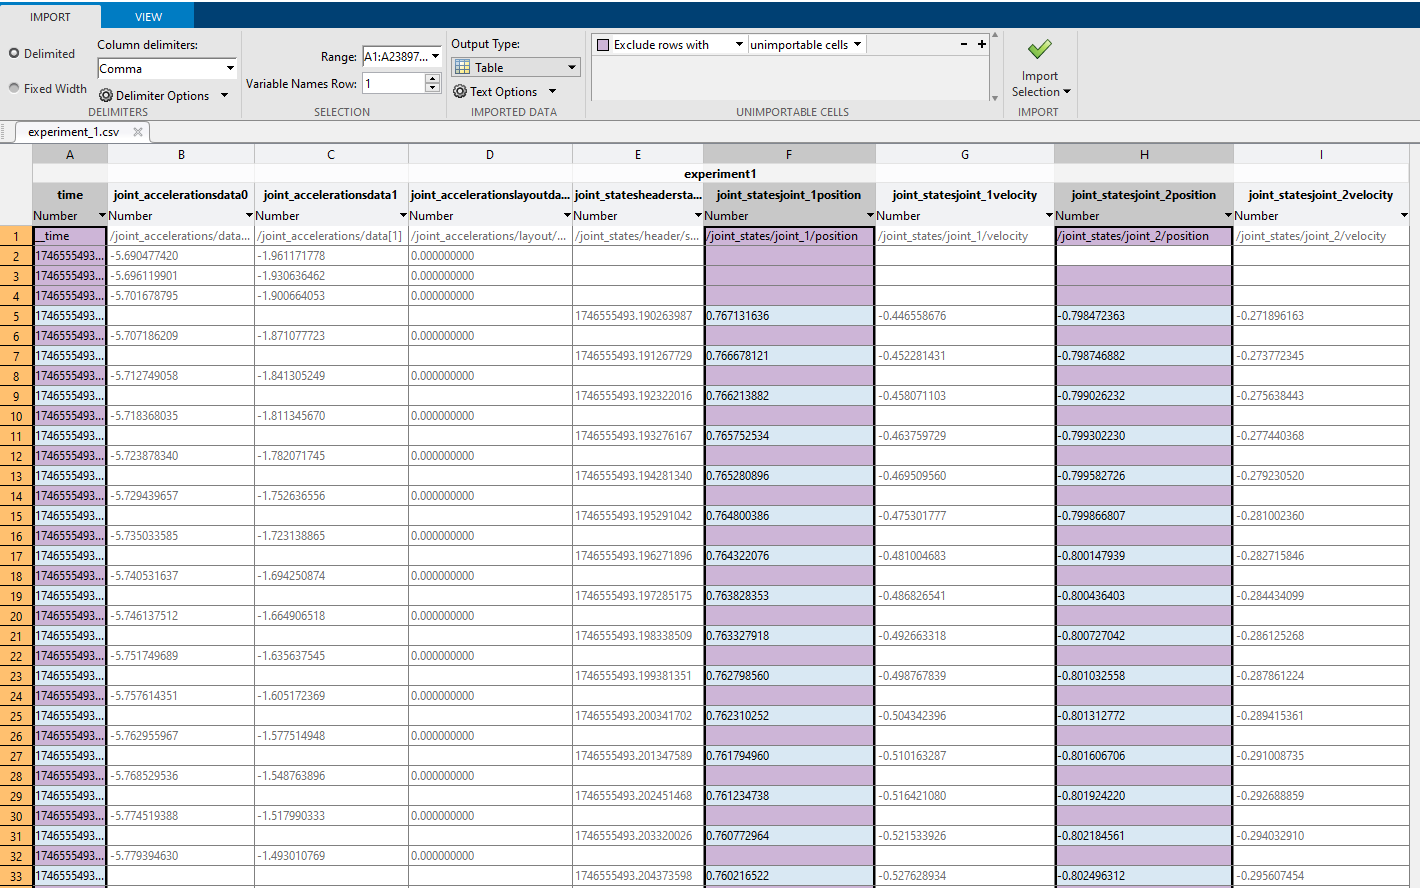 IMPORT VIEW
Delimited Column delimiters: Range: A1:A23897... Output Type: Exclude rows with unimportable cells - +
Comma Table
Fixed Width Delimiter Options Variable Names Row: 1 Text Options Import Selection
DELIMITERS SELECTION IMPORTED DATA UNIMPORTABLE CELLS IMPORT
experiment_1.csv
A B C D E F G H I
experiment1
time joint_accelerationsdata0 joint_accelerationsdata1 joint_accelerationslayoutda... joint_statesheadersta... joint_statesjoint_1position joint_statesjoint_1velocity joint_statesjoint_2position joint_statesjoint_2velocity
Number Number Number Number Number Number Number Number Number
1 __time /joint_accelerations/data... /joint_accelerations/data[1] /joint_accelerations/layout/... /joint_states/header/s... /joint_states/joint_1/position /joint_states/joint_1/velocity /joint_states/joint_2/position /joint_states/joint_2/velocity
2 1746555493... -5.690477420 -1.961171778 0.000000000
3 1746555493... -5.696119901 -1.930636462 0.000000000
4 1746555493... -5.701678795 -1.900664053 0.000000000
5 1746555493... 1746555493.190263987 0.767131636 -0.446558676 -0.798472363 -0.271896163
6 1746555493... -5.707186209 -1.871077723 0.000000000
7 1746555493... 1746555493.191267729 0.766678121 -0.452281431 -0.798746882 -0.273772345
8 1746555493... -5.712749058 -1.841305249 0.000000000
9 1746555493... 1746555493.192322016 0.766213882 -0.458071103 -0.799026232 -0.275638443
10 1746555493... -5.718368035 -1.811345670 0.000000000
11 1746555493... 1746555493.193276167 0.765752534 -0.463759729 -0.799302230 -0.277440368
12 1746555493... -5.723878340 -1.782071745 0.000000000
13 1746555493... 1746555493.194281340 0.765280896 -0.469509560 -0.799582726 -0.279230520
14 1746555493... -5.729439657 -1.752636556 0.000000000
15 1746555493... 1746555493.195291042 0.764800386 -0.475301777 -0.799866807 -0.281002360
16 1746555493... -5.735033585 -1.723138865 0.000000000
17 1746555493... 1746555493.196271896 0.764322076 -0.481004683 -0.800147939 -0.282715846
18 1746555493... -5.740531637 -1.694250874 0.000000000
19 1746555493... 1746555493.197285175 0.763828353 -0.486826541 -0.800436403 -0.284434099
20 1746555493... -5.746137512 -1.664906518 0.000000000
21 1746555493... 1746555493.198338509 0.763327918 -0.492663318 -0.800727042 -0.286125268
22 1746555493... -5.751749689 -1.635637545 0.000000000
23 1746555493... 1746555493.199381351 0.762798560 -0.498767839 -0.801032558 -0.287861224
24 1746555493... -5.757614351 -1.605172369 0.000000000
25 1746555493... 1746555493.200341702 0.762310252 -0.504342396 -0.801312772 -0.289415361
26 1746555493... -5.762955967 -1.577514948 0.000000000
27 1746555493... 1746555493.201347589 0.761794960 -0.510163287 -0.801606706 -0.291008735
28 1746555493... -5.768529536 -1.548763896 0.000000000
29 1746555493... 1746555493.202451468 0.761234738 -0.516421080 -0.801924220 -0.292688859
30 1746555493... -5.774519388 -1.517990333 0.000000000
31 1746555493... 1746555493.203320026 0.760772964 -0.521533926 -0.802184561 -0.294032910
32 1746555493... -5.779394630 -1.493010769 0.000000000
33 1746555493... 1746555493.204373598 0.760216522 -0.527628934 -0.802496312 -0.295607454